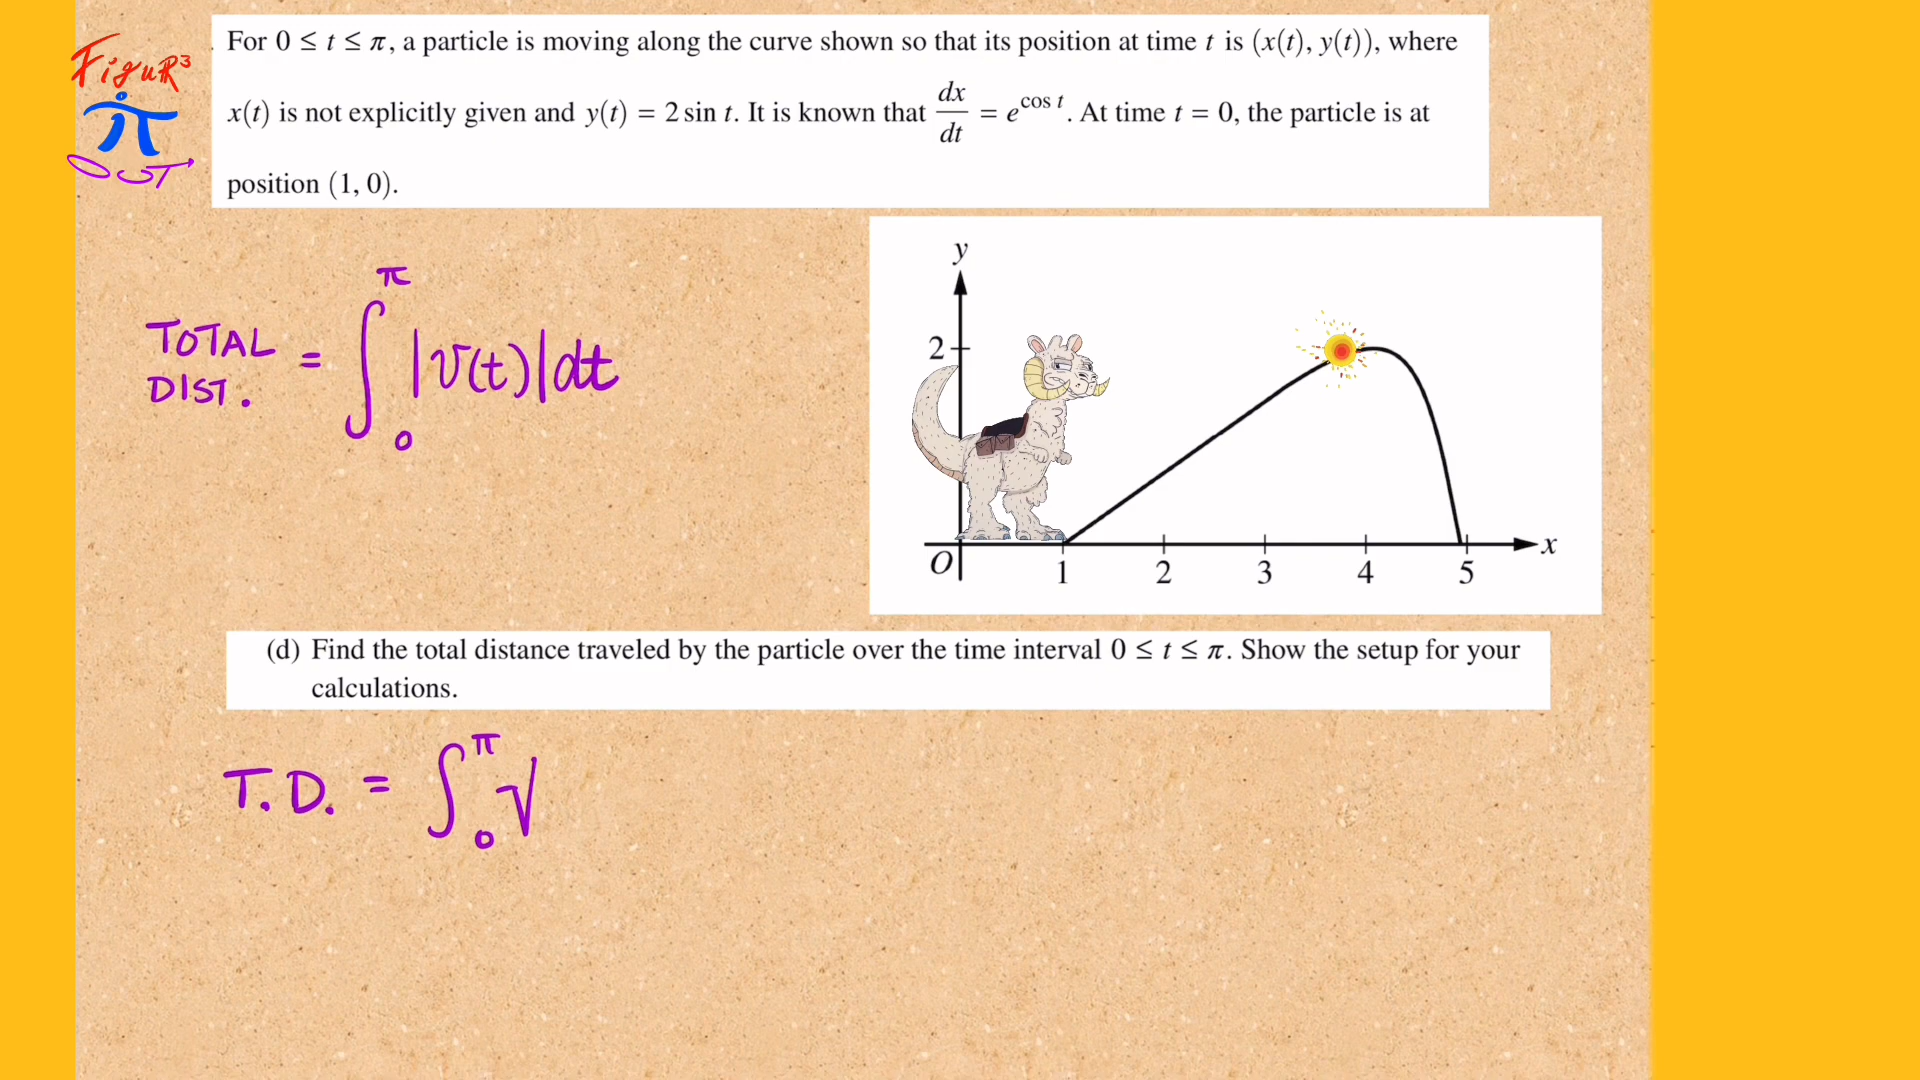 FiguR³
π
OUT
For 0 ≤ t ≤ π, a particle is moving along the curve shown so that its position at time t is (x(t), y(t)), where
x(t) is not explicitly given and y(t) = 2 sin t. It is known that dx/dt = e^{cos t}. At time t = 0, the particle is at
position (1, 0).
TOTAL DIST. = ∫₀^π |v(t)|dt
y
2
O 1 2 3 4 5 x
(d) Find the total distance traveled by the particle over the time interval 0 ≤ t ≤ π. Show the setup for your
calculations.
T.D. = ∫₀^π √